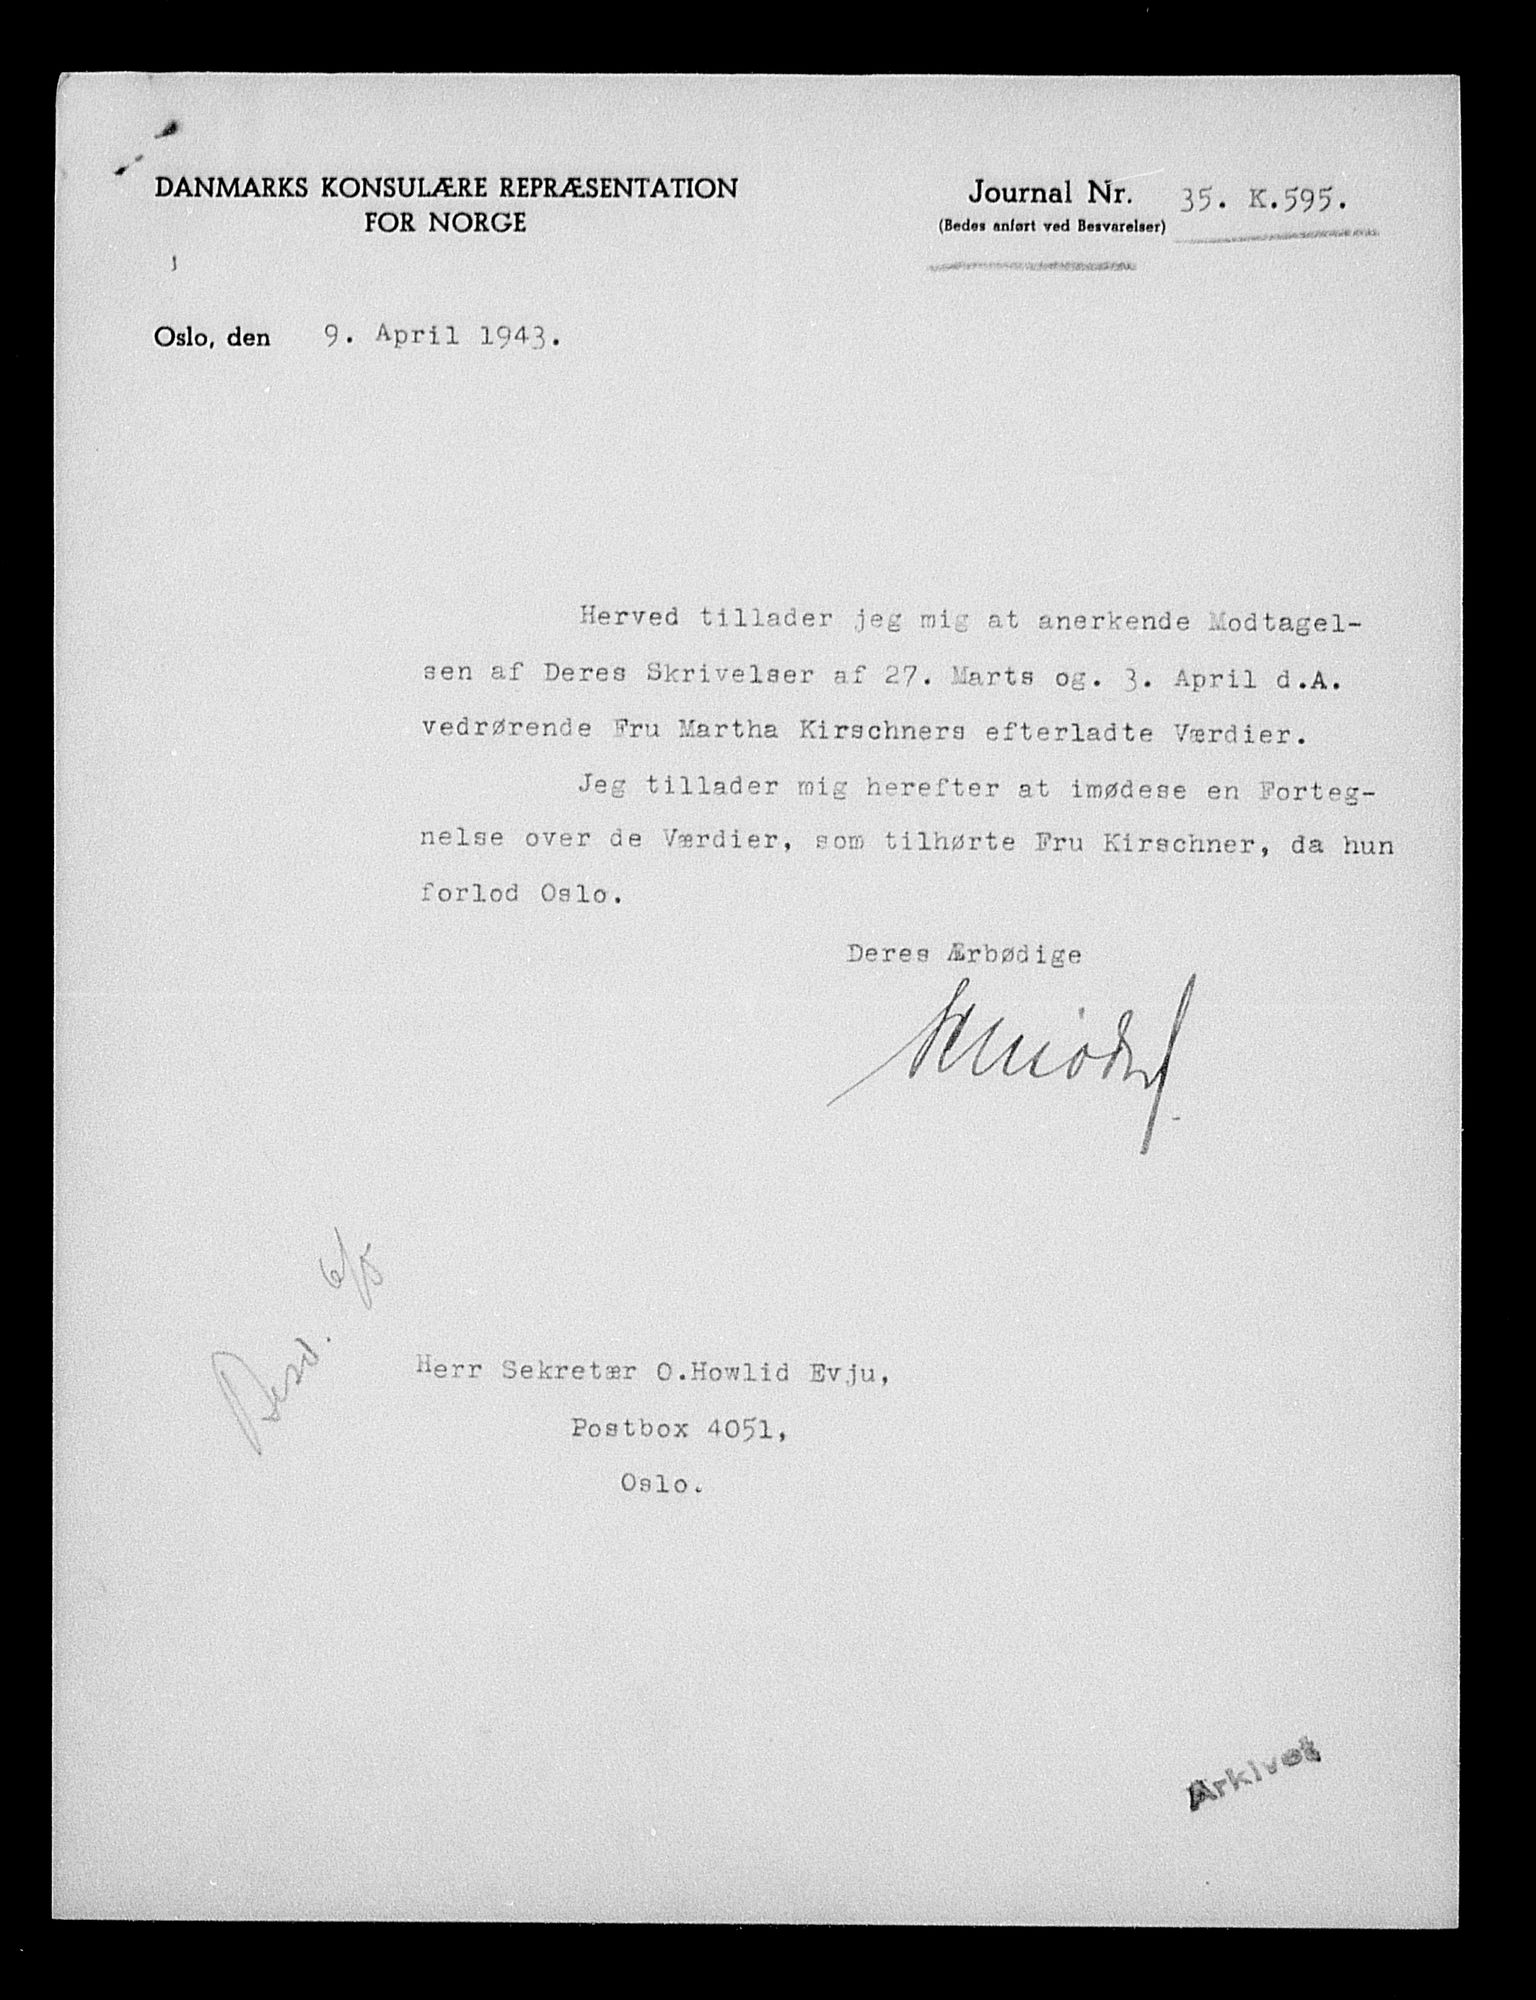 DANMARKS KONSULÆRE REPRÆSENTATION
FOR NORGE
Journal Nr. 35. K.595.
(Bedes anført ved Besvarelser)
Oslo, den 9. April 1943.
Herved tillader jeg mig at anerkende Modtagel-
sen af Deres Skrivelser af 27. Marts og. 3. April d.A.
vedrørende Fru Martha Kirschners efterladte Værdier.
Jeg tillader mig herefter at imødese en Forteg-
nelse over de Værdier, som tilhørte Fru Kirschner, da hun
forlod Oslo.
Deres Ærbødige
Besv. 6/5
Herr Sekretær O.Howlid Evju,
Postbox 4051,
Oslo.
Arkivet